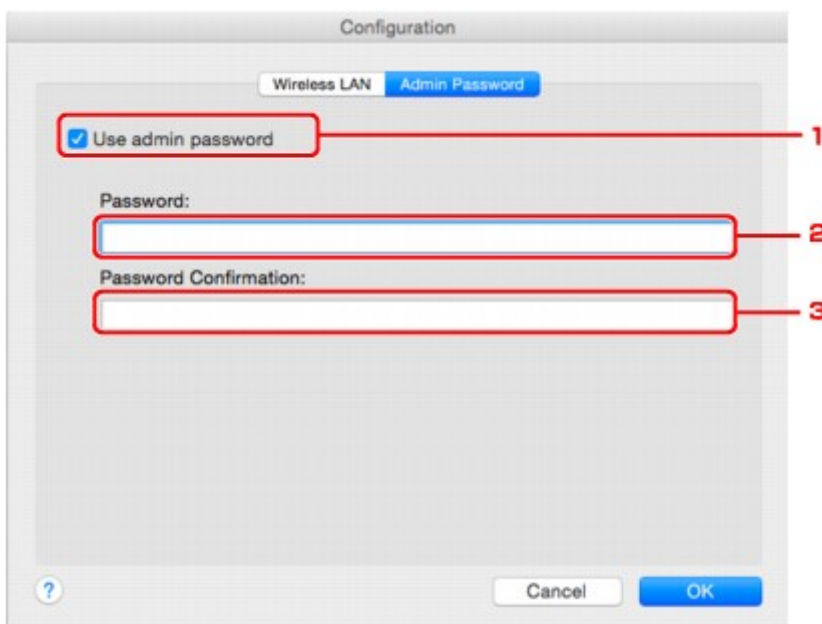 Configuration
Wireless LAN Admin Password
Use admin password 1
Password:
2
Password Confirmation:
3
? Cancel OK